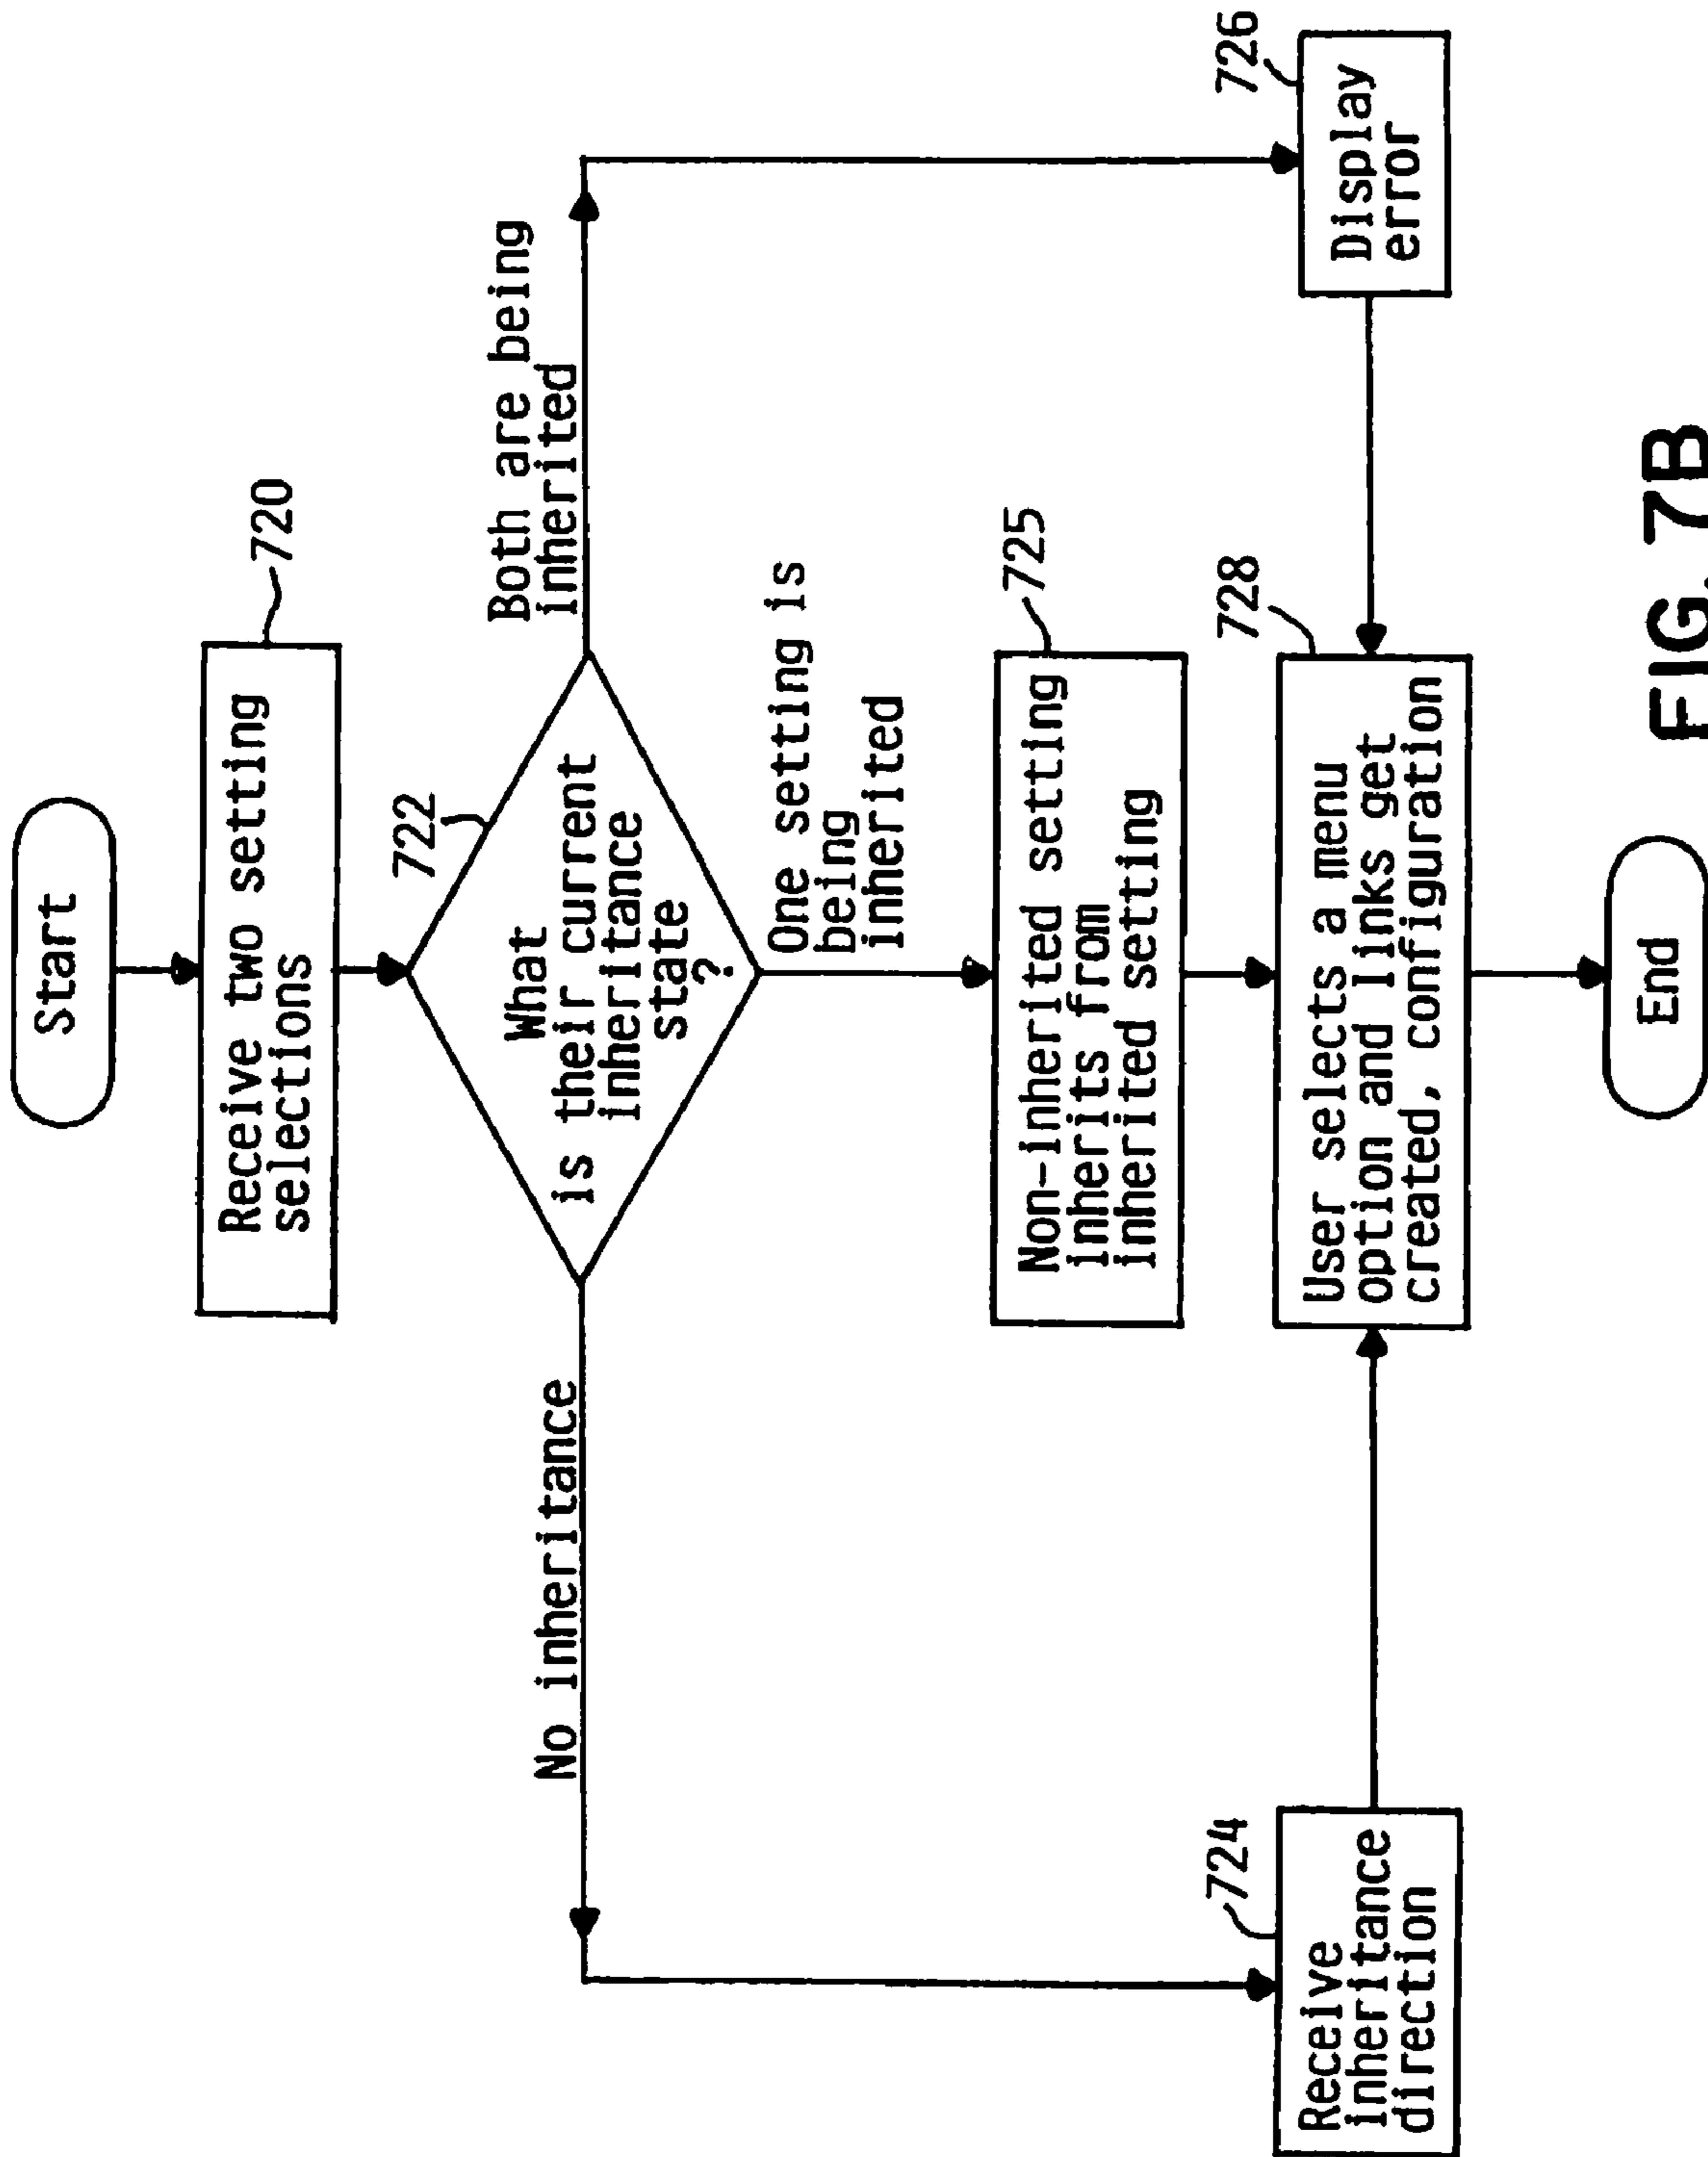 Start
Receive two setting
selections
720
722
What
is their current
inheritance
state
?
No inheritance
Both are being
inherited
One setting is
being
inherited
Non-inherited setting
inherits from
inherited setting
725
Receive
inheritance
direction
724
User selects a menu
option and links get
created, configuration
728
Display
error
726
End
FIG. 7B